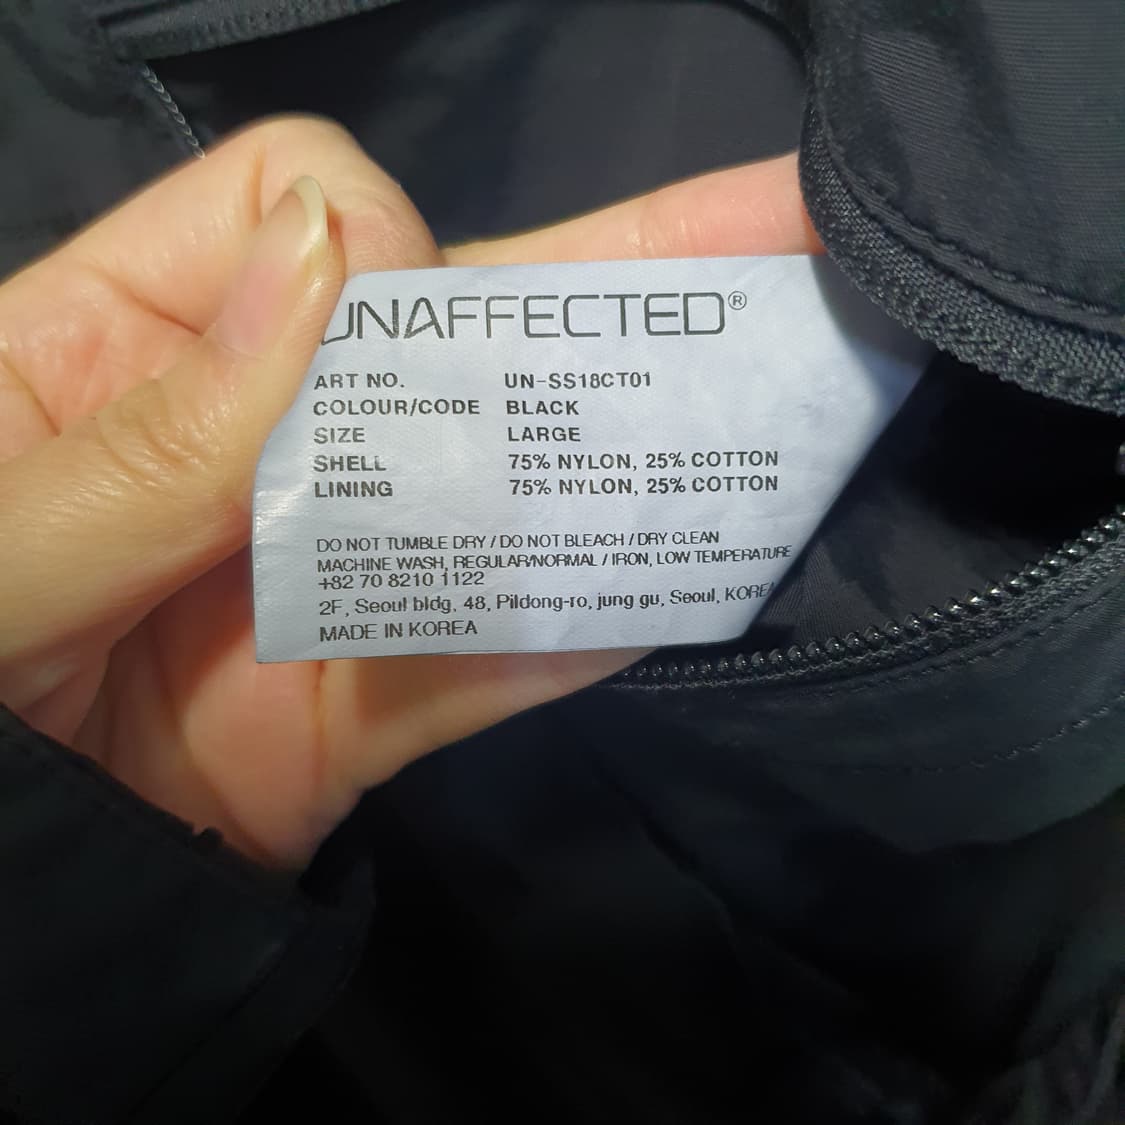 UNAFFECTED®
ART NO. UN-SS18CT01
COLOUR/CODE BLACK
SIZE LARGE
SHELL 75% NYLON, 25% COTTON
LINING 75% NYLON, 25% COTTON
DO NOT TUMBLE DRY / DO NOT BLEACH / DRY CLEAN
MACHINE WASH, REGULAR/NORMAL / IRON, LOW TEMPERATURE
+82 70 8210 1122
2F, Seoul bldg, 48, Pildong-ro, jung gu, Seoul, KOREA
MADE IN KOREA